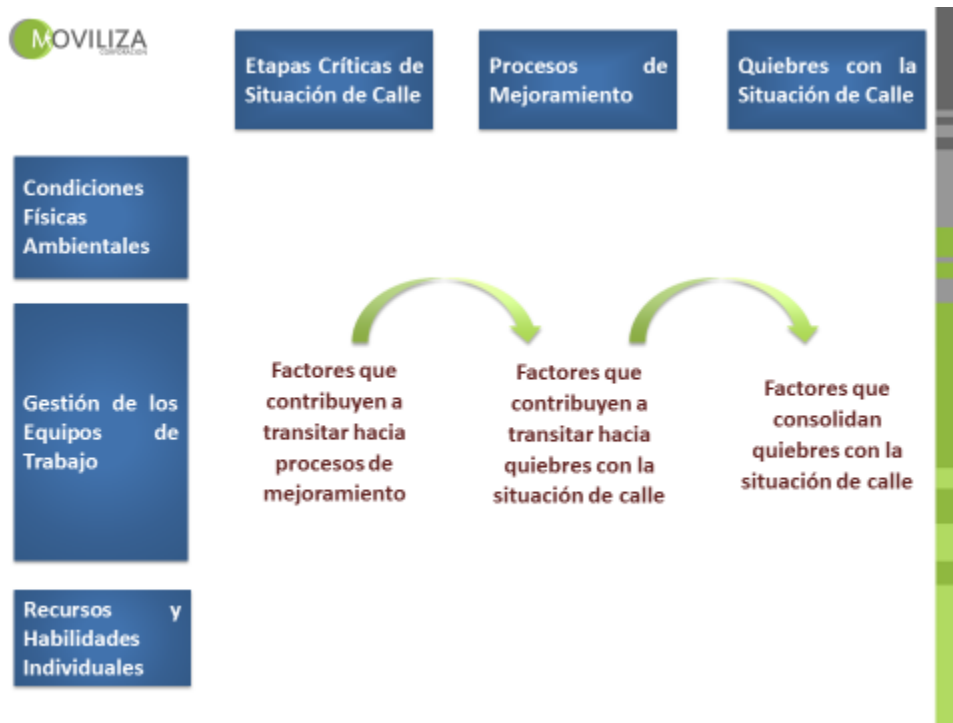 MOVILIZA
CORPORACION
Etapas Críticas de
Situación de Calle
Procesos de
Mejoramiento
Quiebres con la
Situación de Calle
Condiciones
Físicas
Ambientales
Gestión de los
Equipos de
Trabajo
Factores que
contribuyen a
transitar hacia
procesos de
mejoramiento
Factores que
contribuyen a
transitar hacia
quiebres con la
situación de calle
Factores que
consolidan
quiebres con la
situación de calle
Recursos y
Habilidades
Individuales